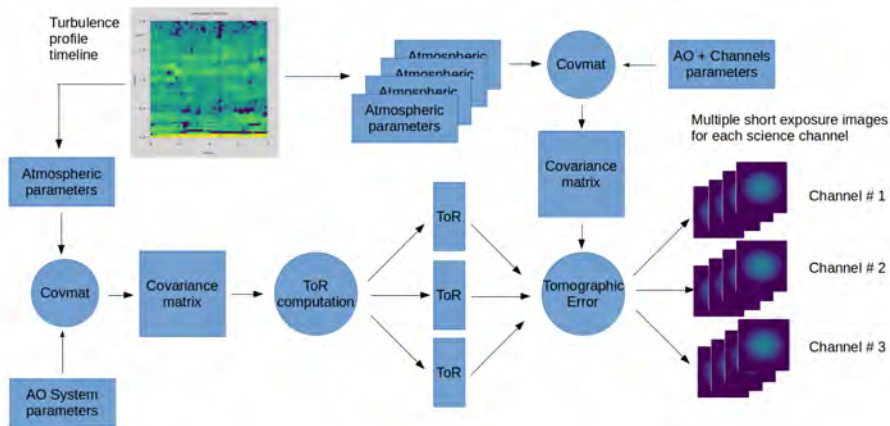 Turbulence
profile
timeline
Atmospheric
Atmospheric
Atmospheric
Atmospheric
parameters
Covmat
AO + Channels
parameters
Multiple short exposure images
for each science channel
Atmospheric
parameters
Covariance
matrix
Channel # 1
ToR
Covmat
Covariance
matrix
ToR
computation
ToR
Tomographic
Error
Channel # 2
ToR
Channel # 3
AO System
parameters